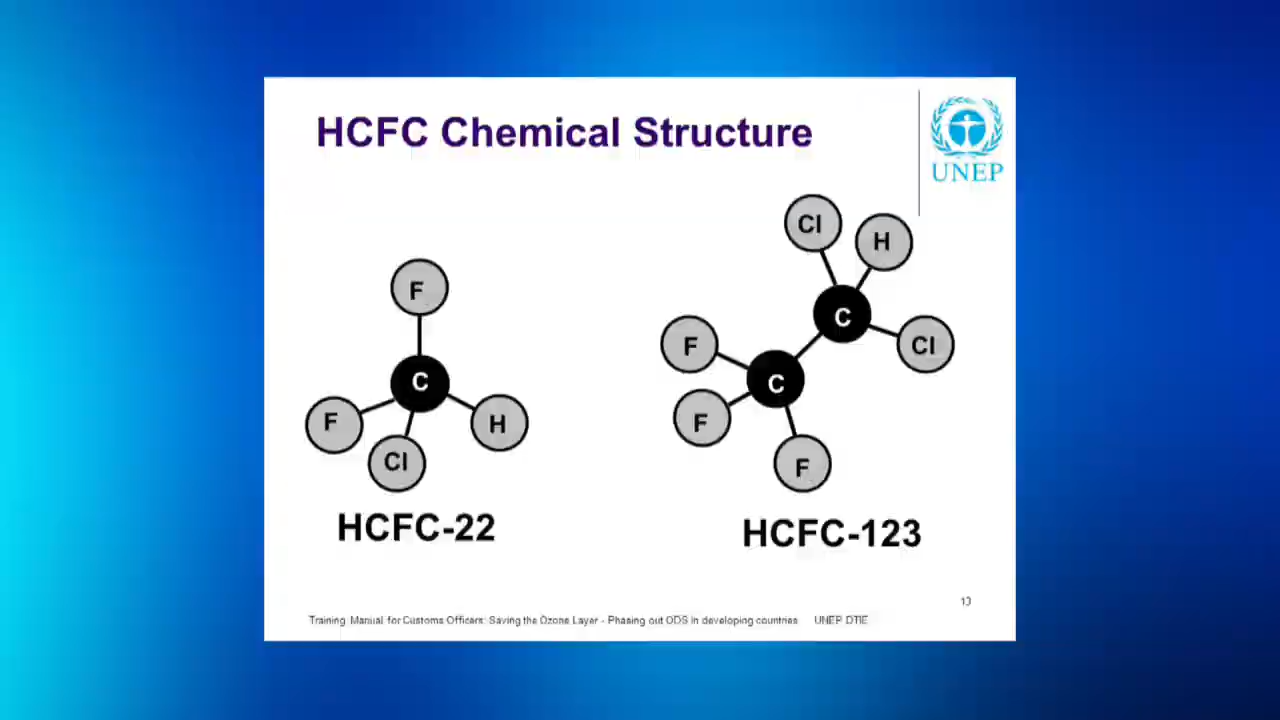 HCFC Chemical Structure
UNEP
F
C
F
H
Cl
HCFC-22
Cl
H
C
Cl
F
C
F
F
HCFC-123
13
Training Manual for Customs Officers: Saving the Ozone Layer - Phasing out ODS in developing countries UNEP DTIE